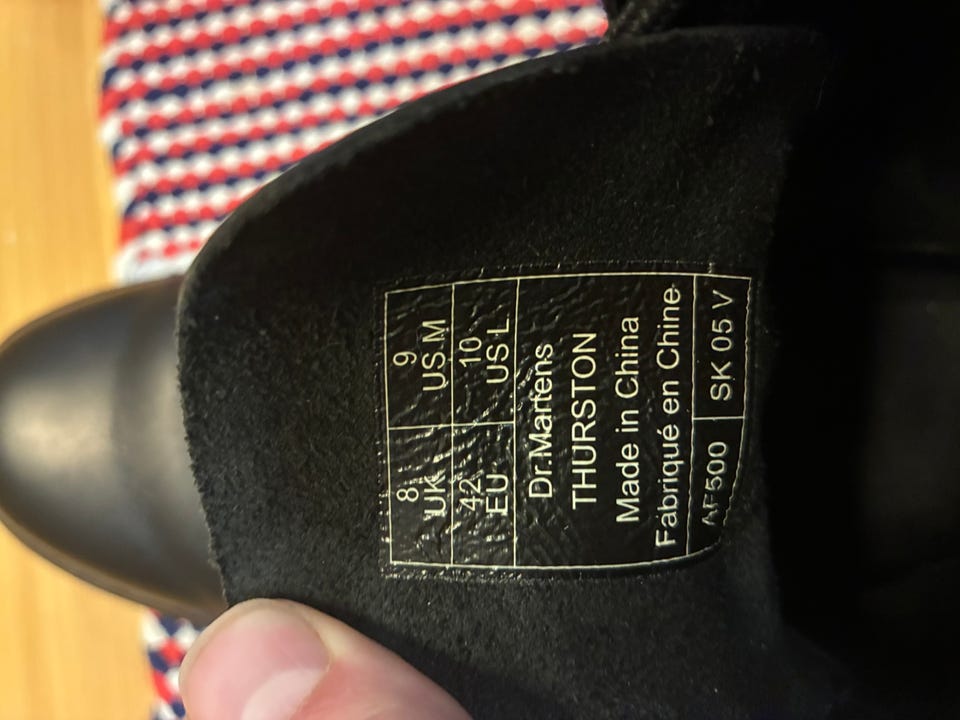 8 UK 9 US M
42 EU 10 US L
Dr.Martens
THURSTON
Made in China
Fabriqué en Chine
AF500 SK 05 V